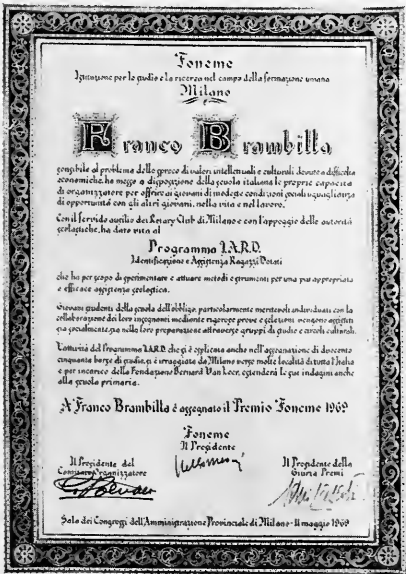 Foneme
Istituzione per lo studio e la ricerca nel campo della formazione umana
Milano
Franco Brambilla
sensibile al problema dello spreco di valori intellettuali e culturali dovuto a difficoltà
economiche, ha messo a disposizione della scuola italiana le proprie capacità
di organizzatore per offrire ai giovani di modeste condizioni sociali uguaglianza
di opportunità con gli altri giovani, nella vita e nel lavoro.
Con il fervido ausilio dei Rotary Club di Milano e con l'appoggio delle autorità
scolastiche, ha dato vita al
Programma I.A.R.D.
Identificazione e Assistenza Ragazzi Dotati
che ha per scopo di sperimentare e attuare metodi e strumenti per una più appropriata
e efficace assistenza scolastica.
Giovani studenti della scuola dell'obbligo, particolarmente meritevoli individuati con la
collaborazione dei loro insegnanti mediante rigorose prove e selezioni vengono assistiti
sia socialmente, sia nella loro preparazione attraverso gruppi di studio e circoli culturali.
L'attività del Programma I.A.R.D. che si è esplicata anche nell'assegnazione di duecento
cinquanta borse di studio, si è irraggiata da Milano verso molte località di tutta l'Italia
e per incarico della Fondazione Bernard Van Leer, estenderà le sue indagini anche
alla scuola primaria.
A Franco Brambilla è assegnato il Premio Foneme 1969
Foneme
Il Presidente
Il Presidente del
Comitato Organizzatore
Il Presidente della
Giuria Premi
Sala dei Congressi dell'Amministrazione Provinciale di Milano - 11 maggio 1969